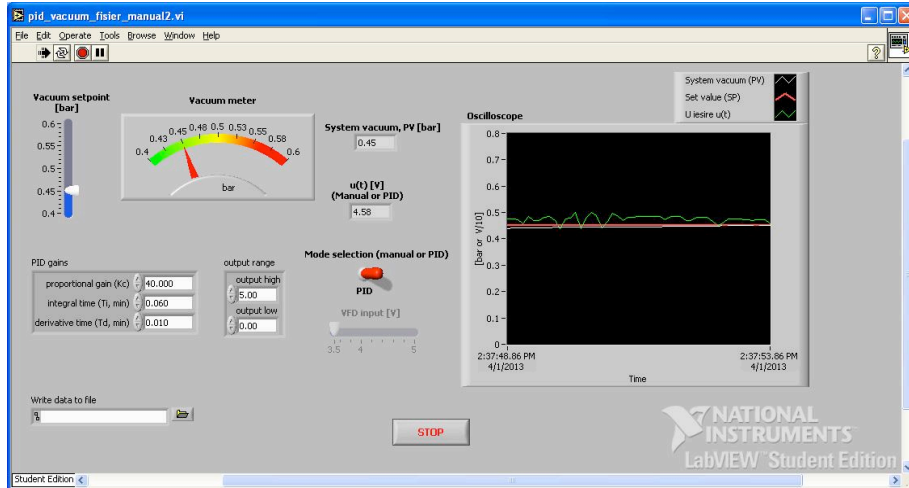 pid_vacuum_fisier_manual2.vi
File Edit Operate Tools Browse Window Help
Vacuum setpoint
[bar]
0.6
0.55
0.5
0.45
0.4
Vacuum meter
0.4 0.43 0.45 0.48 0.5 0.53 0.55 0.58 0.6
bar
System vacuum, PV [bar]
0.45
u(t) [V]
(Manual or PID)
4.58
System vacuum (PV)
Set value (SP)
U iesire u(t)
Oscilloscope
[bar or V/10]
0.8
0.7
0.6
0.5
0.4
0.3
0.2
0.1
0
2:37:48.86 PM
4/1/2013
2:37:53.86 PM
4/1/2013
Time
PID gains
proportional gain (Kc) 40.000
integral time (Ti, min) 0.060
derivative time (Td, min) 0.010
output range
output high
5.00
output low
0.00
Mode selection (manual or PID)
PID
VFD input [V]
3.5 4 5
Write data to file
STOP
NATIONAL
INSTRUMENTS
LabVIEW™ Student Edition
Student Edition